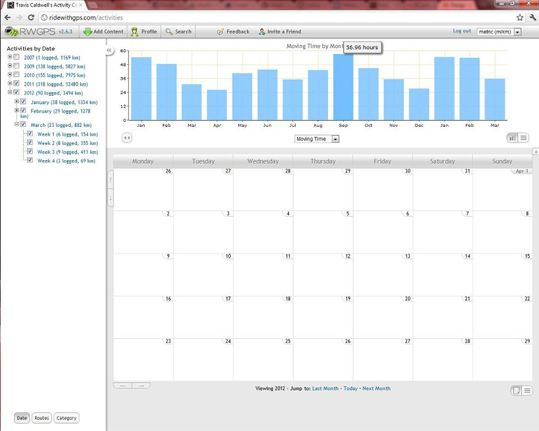 Travis Caldwell's Activity C
ridewithgps.com/activities
RWGPS v2.6.3 Add Content Profile Search Feedback Invite a Friend Log out metric (m/km)
Activities by Date
2007 (1 logged, 1169 km)
2009 (136 logged, 5827 km)
2010 (155 logged, 7975 km)
2011 (318 logged, 12480 km)
2012 (90 logged, 3494 km)
January (38 logged, 1334 km)
February (29 logged, 1278
km)
March (23 logged, 882 km)
Week 1 (6 logged, 154 km)
Week 2 (8 logged, 355 km)
Week 3 (9 logged, 411 km)
Week 4 (3 logged, 69 km)
Date Routes Category
Moving Time by Mont
56.96 hours
60
48
36
24
12
0
Jan Feb Mar Apr May Jun Jul Aug Sep Oct Nov Dec Jan Feb Mar
Moving Time
Monday Tuesday Wednesday Thursday Friday Saturday Sunday
26 27 28 29 30 31 Apr 1
2 3 4 5 6 7 8
9 10 11 12 13 14 15
16 17 18 19 20 21 22
23 24 25 26 27 28 29
Viewing 2012 - Jump to: Last Month - Today - Next Month